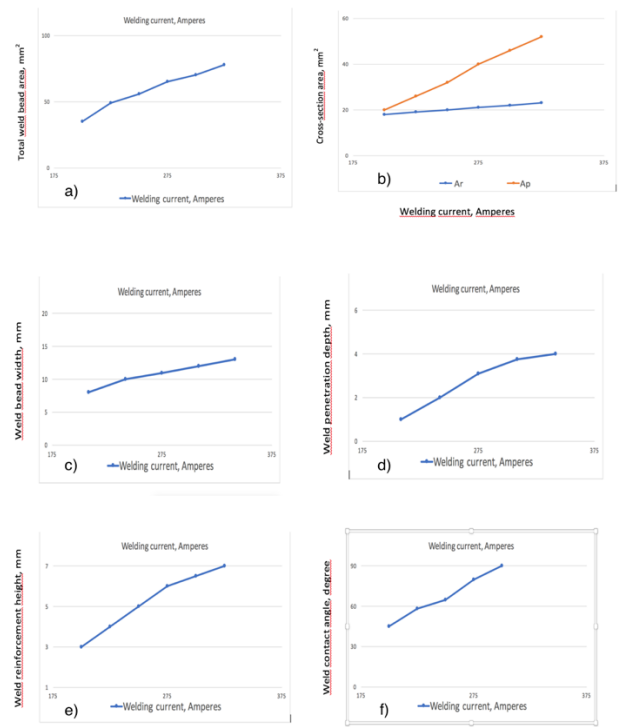 Welding current, Amperes
Total weld bead area, mm²
100
50
0
175
275
375
a)
Welding current, Amperes
Cross-section area, mm²
60
40
20
0
175
275
375
b)
Ar
Ap
Welding current, Amperes
Welding current, Amperes
Weld bead width, mm
20
15
10
5
0
175
275
375
c)
Welding current, Amperes
Welding current, Amperes
Weld penetration depth, mm
6
4
2
0
175
275
375
d)
Welding current, Amperes
Welding current, Amperes
Weld reinforcement height, mm
7
5
3
1
175
275
375
e)
Welding current, Amperes
Welding current, Amperes
Weld contact angle, degree
90
60
30
0
175
275
375
f)
Welding current, Amperes